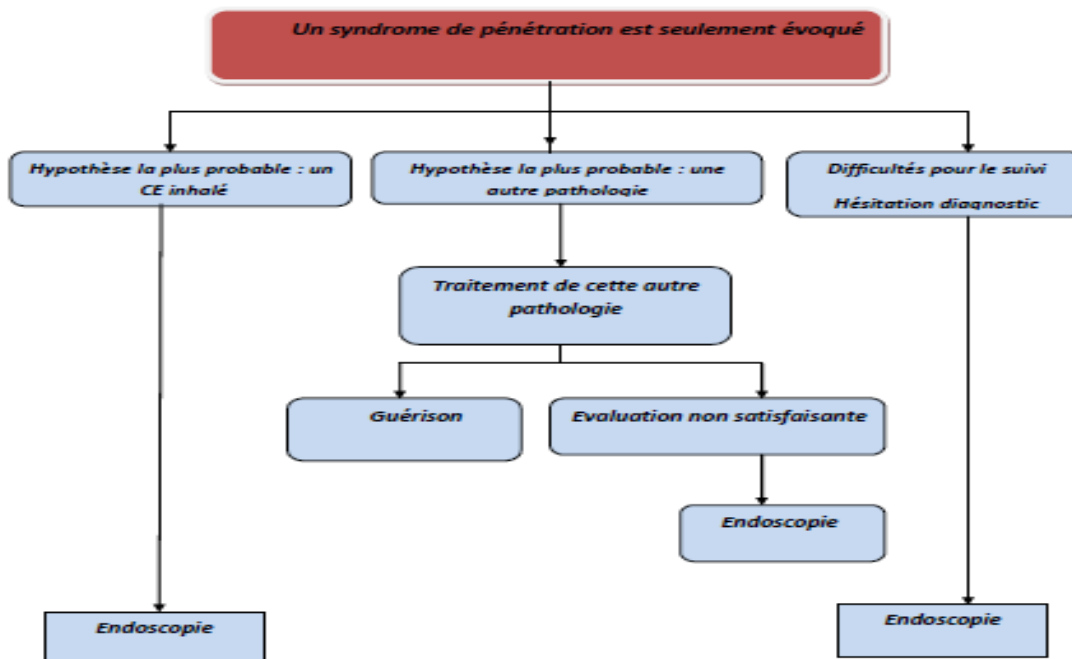 Un syndrome de pénétration est seulement évoqué
Hypothèse la plus probable : un
CE inhalé
Hypothèse la plus probable : une
autre pathologie
Difficultés pour le suivi
Hésitation diagnostic
Traitement de cette autre
pathologie
Guérison
Evaluation non satisfaisante
Endoscopie
Endoscopie
Endoscopie